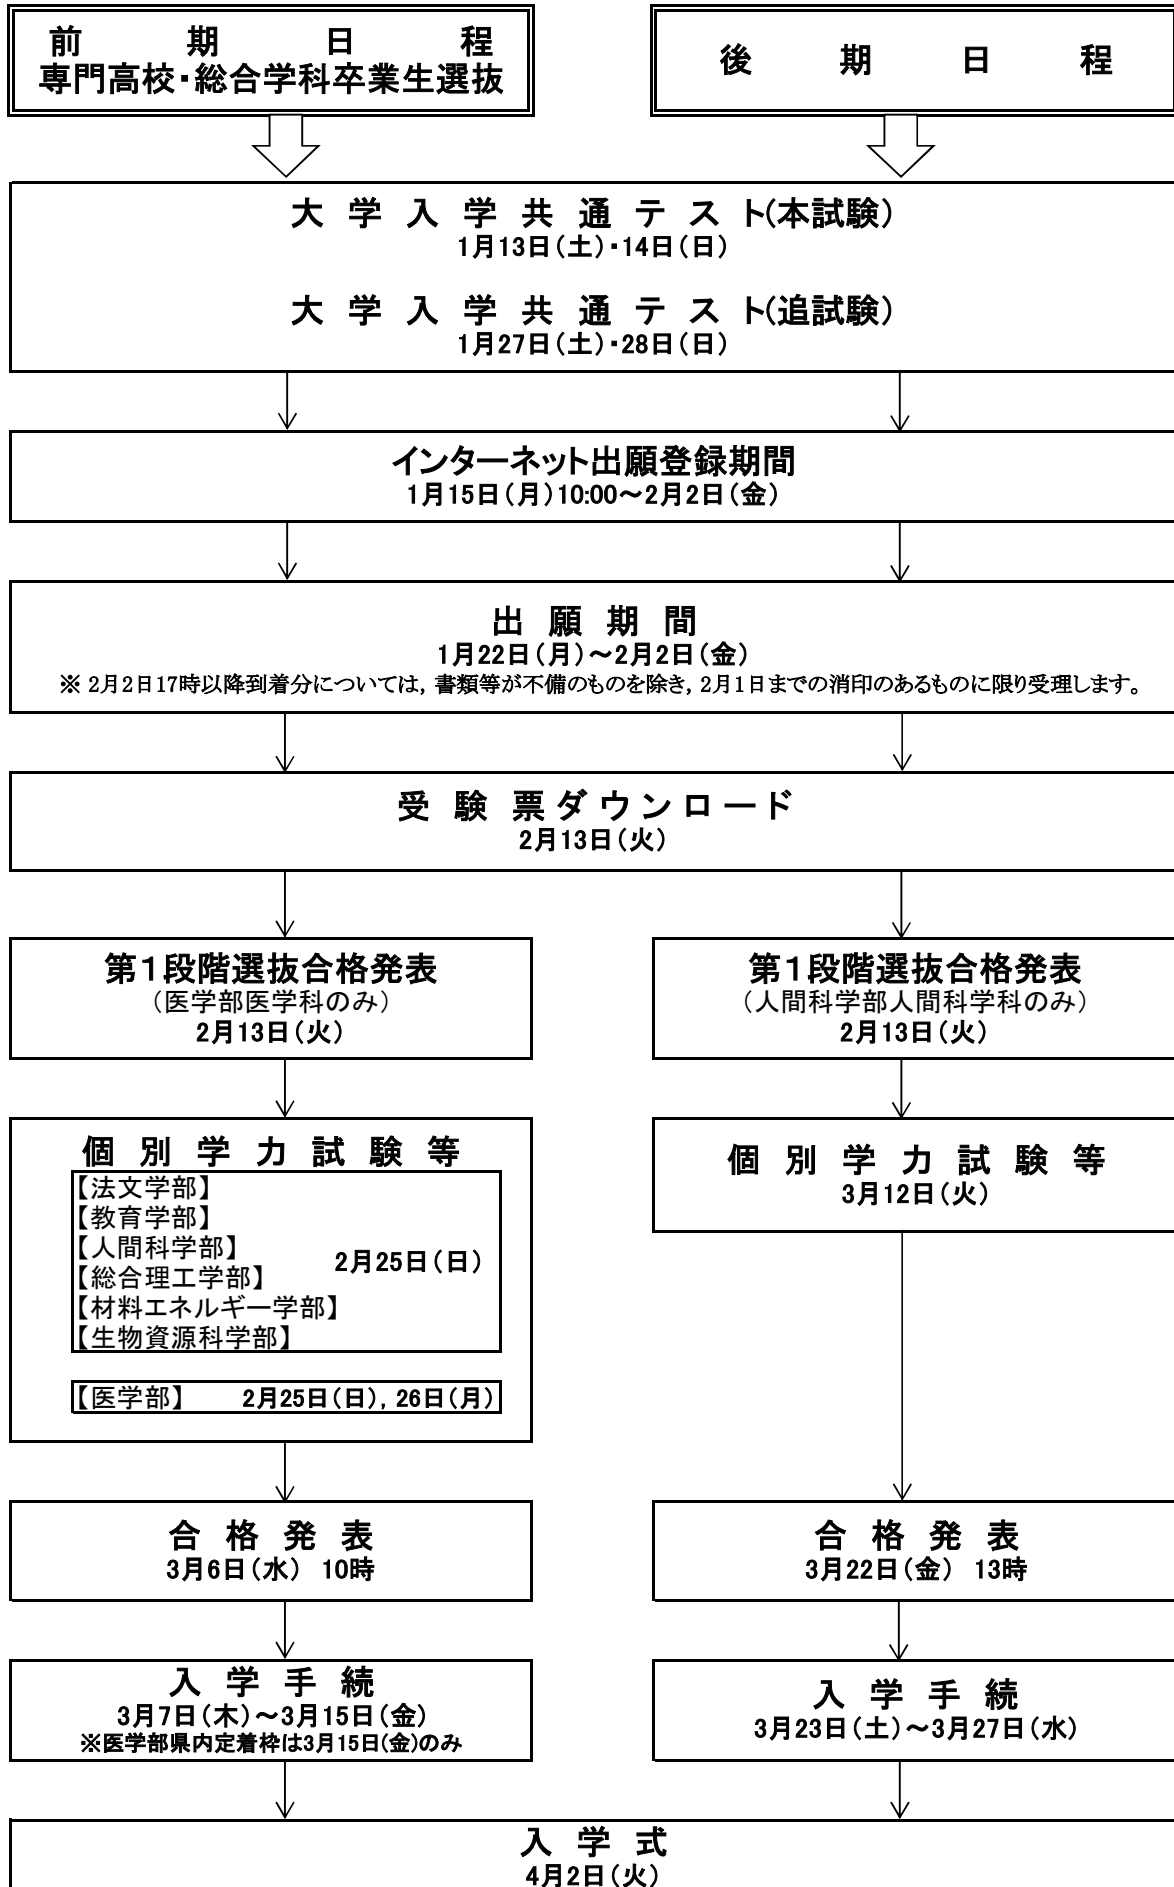 前期日程
専門高校・総合学科卒業生選抜
後期日程
大学入学共通テスト(本試験)
1月13日(土)・14日(日)
大学入学共通テスト(追試験)
1月27日(土)・28日(日)
インターネット出願登録期間
1月15日(月)10:00～2月2日(金)
出願期間
1月22日(月)～2月2日(金)
※ 2月2日17時以降到着分については，書類等が不備のものを除き，2月1日までの消印のあるものに限り受理します。
受験票ダウンロード
2月13日(火)
第1段階選抜合格発表
(医学部医学科のみ)
2月13日(火)
第1段階選抜合格発表
(人間科学部人間科学科のみ)
2月13日(火)
個別学力試験等
【法文学部】
【教育学部】
【人間科学部】
2月25日(日)
【総合理工学部】
【材料エネルギー学部】
【生物資源科学部】
【医学部】 2月25日(日)，26日(月)
個別学力試験等
3月12日(火)
合格発表
3月6日(水) 10時
合格発表
3月22日(金) 13時
入学手続
3月7日(木)～3月15日(金)
※医学部県内定着枠は3月15日(金)のみ
入学手続
3月23日(土)～3月27日(水)
入学式
4月2日(火)